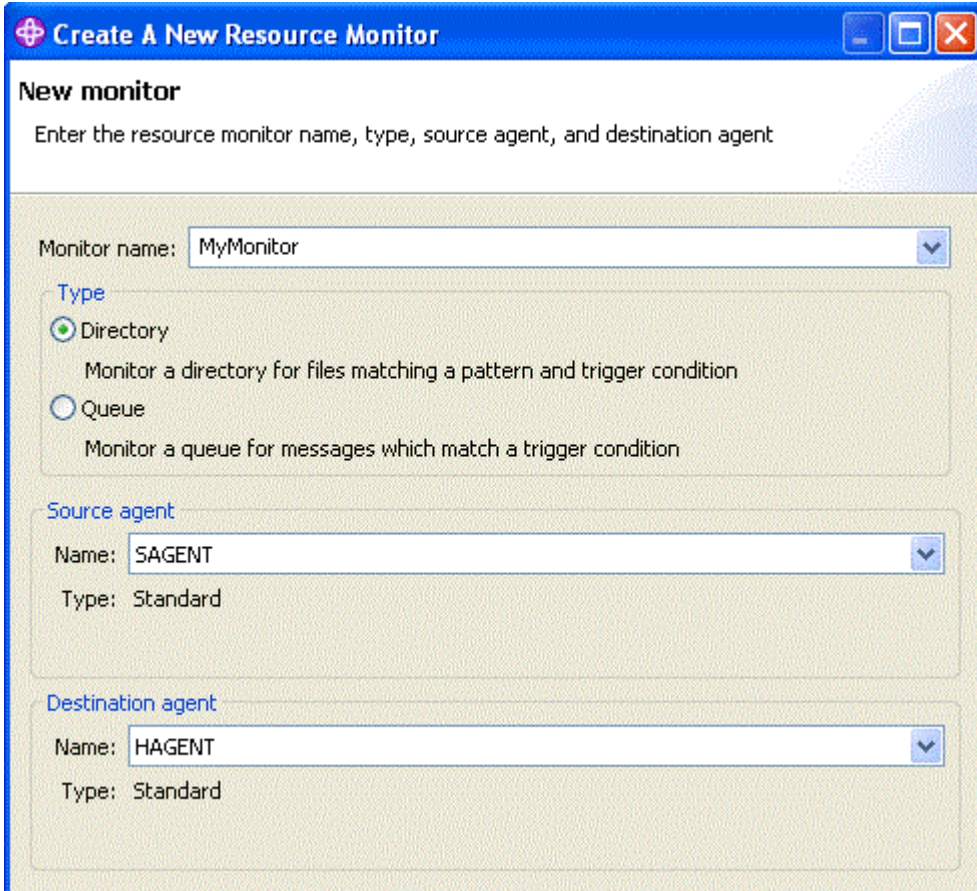 Create A New Resource Monitor
New monitor
Enter the resource monitor name, type, source agent, and destination agent
Monitor name: MyMonitor
Type
Directory
Monitor a directory for files matching a pattern and trigger condition
Queue
Monitor a queue for messages which match a trigger condition
Source agent
Name: SAGENT
Type: Standard
Destination agent
Name: HAGENT
Type: Standard